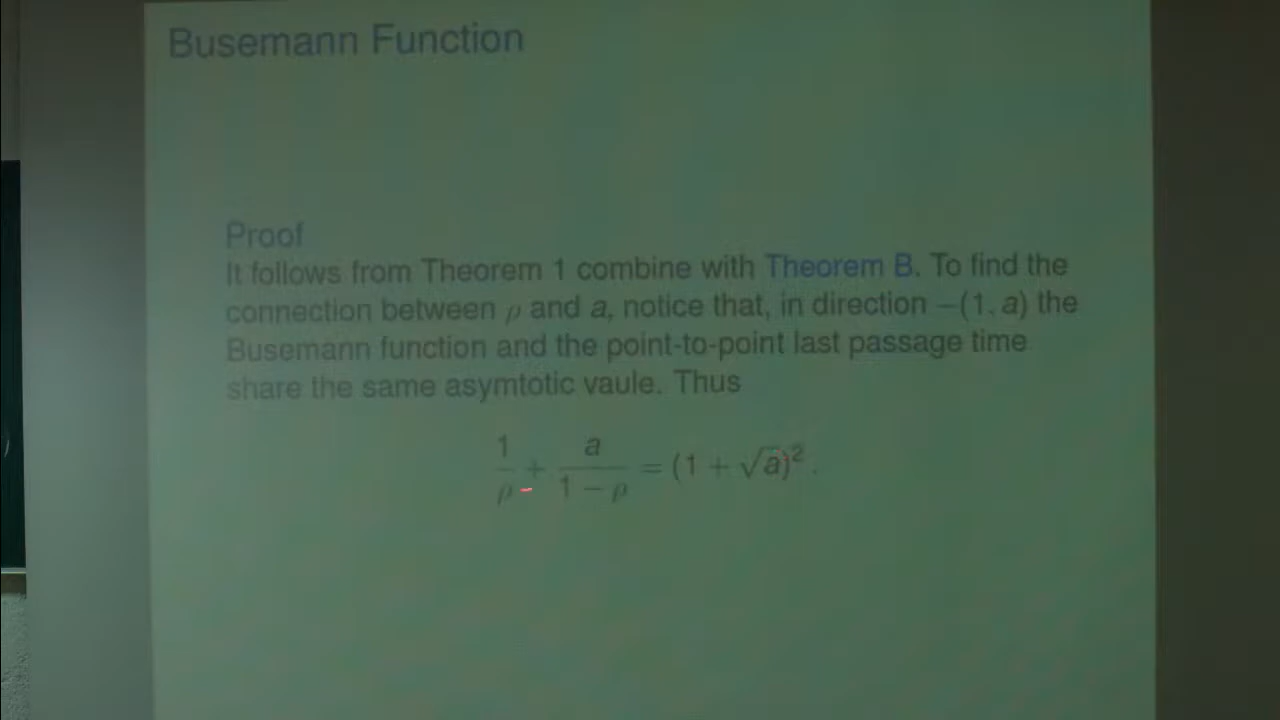 Busemann Function
Proof
It follows from Theorem 1 combine with Theorem B. To find the
connection between ρ and a, notice that, in direction −(1, a) the
Busemann function and the point-to-point last passage time
share the same asymtotic vaule. Thus
1/ρ + a/(1 − ρ) = (1 + √a)².